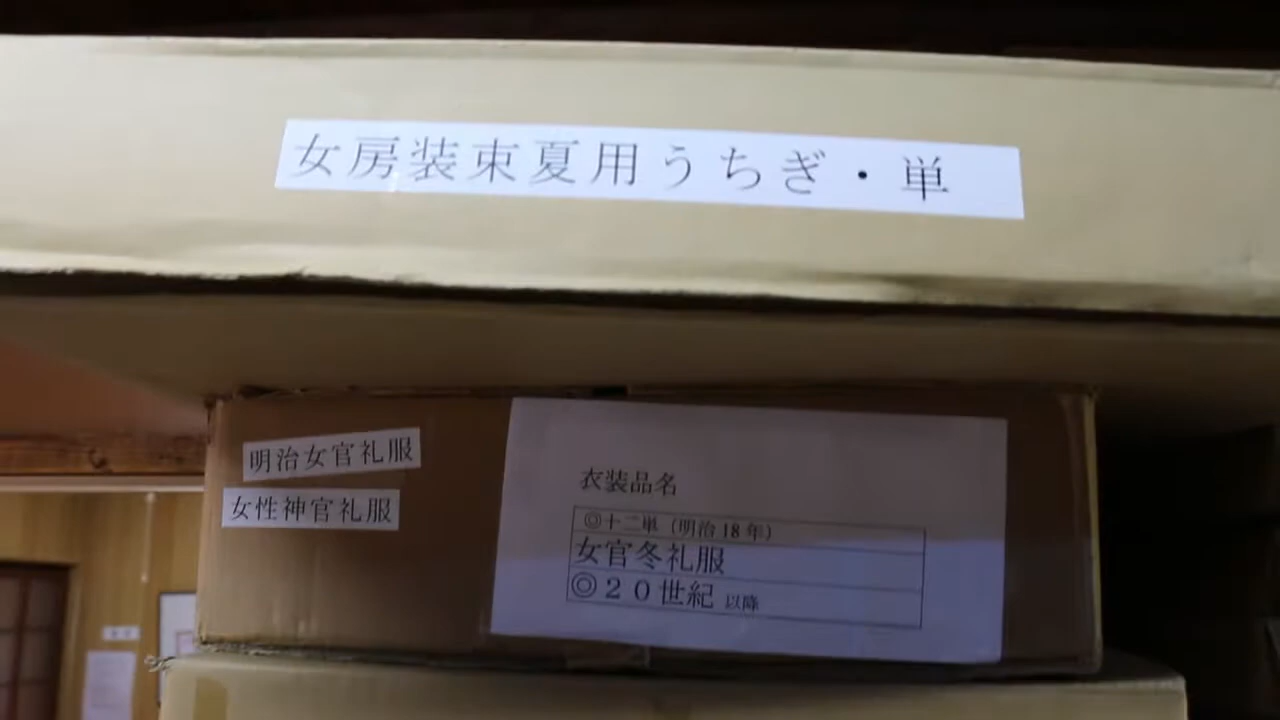 女房装束夏用うちぎ・単
明治女官礼服
女性神官礼服
衣装品名
◎十二単（明治18年）
女官冬礼服
◎２０世紀 以降